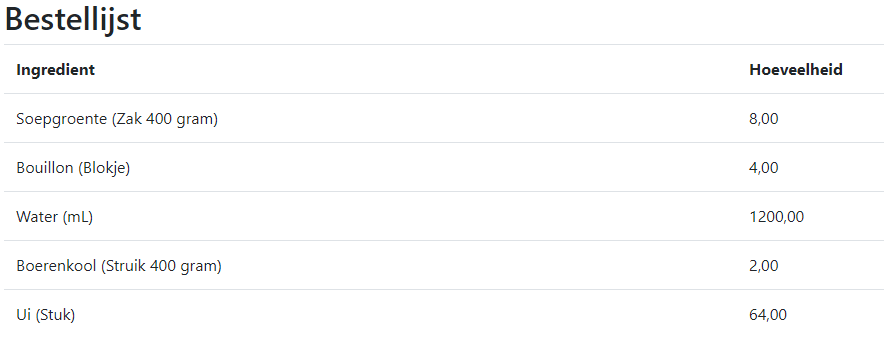 Bestellijst
Ingredient Hoeveelheid
Soepgroente (Zak 400 gram) 8,00
Bouillon (Blokje) 4,00
Water (mL) 1200,00
Boerenkool (Struik 400 gram) 2,00
Ui (Stuk) 64,00